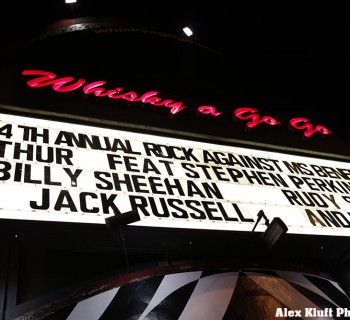 Whisky a Go Go
4TH ANNUAL ROCK AGAINST MS BENE
THUR FEAT STEPHEN PERKIN
BILLY SHEEHAN RUDY S
JACK RUSSELL AND
Alex Kluft Ph